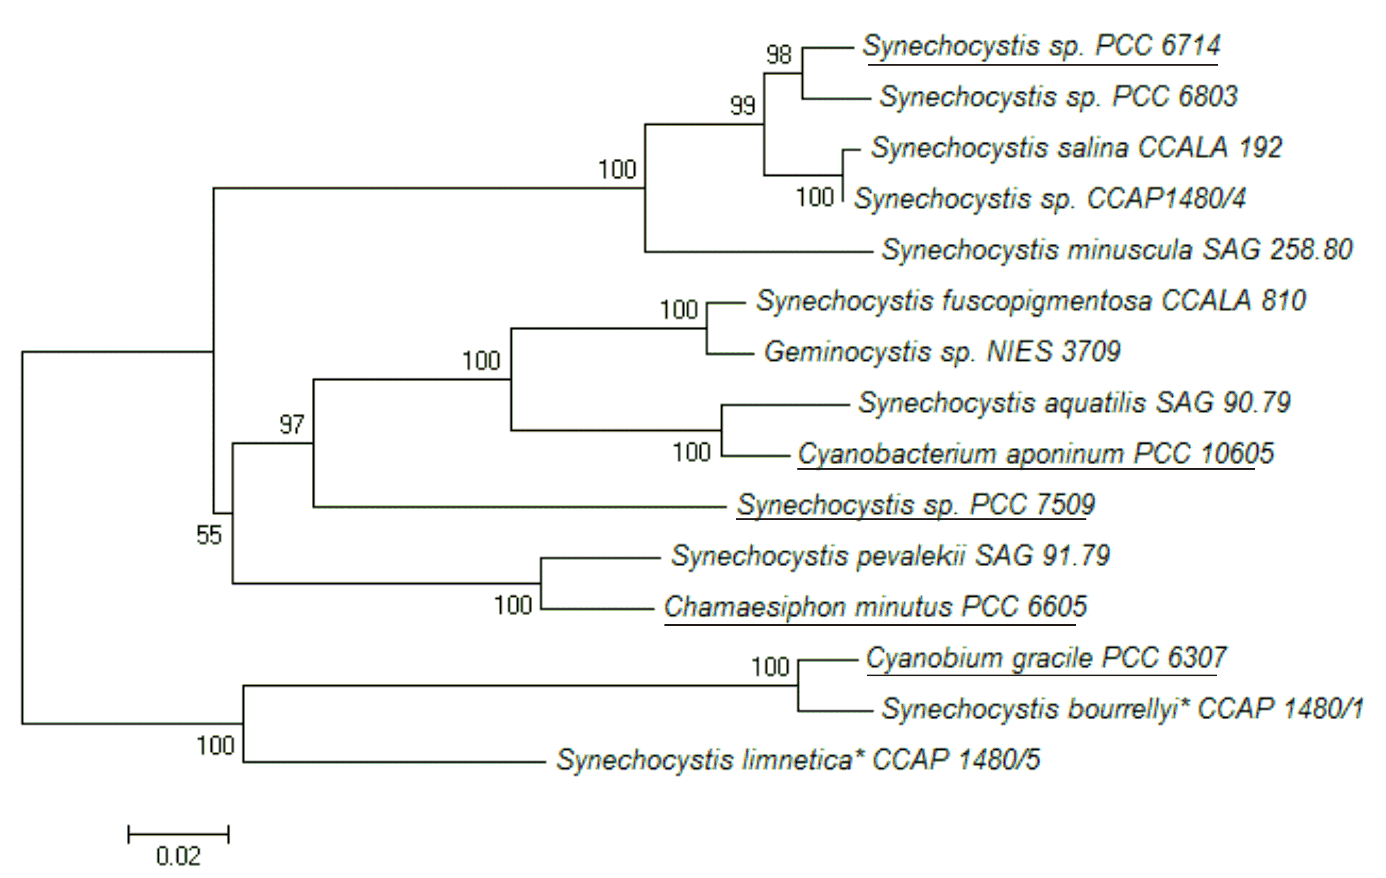 98
Synechocystis sp. PCC 6714
Synechocystis sp. PCC 6803
99
Synechocystis salina CCALA 192
100
100
Synechocystis sp. CCAP1480/4
Synechocystis minuscula SAG 258.80
100
Synechocystis fuscopigmentosa CCALA 810
Geminocystis sp. NIES 3709
100
Synechocystis aquatilis SAG 90.79
97
100
Cyanobacterium aponinum PCC 10605
Synechocystis sp. PCC 7509
55
Synechocystis pevalekii SAG 91.79
100
Chamaesiphon minutus PCC 6605
100
Cyanobium gracile PCC 6307
Synechocystis bourrellyi* CCAP 1480/1
100
Synechocystis limnetica* CCAP 1480/5
0.02